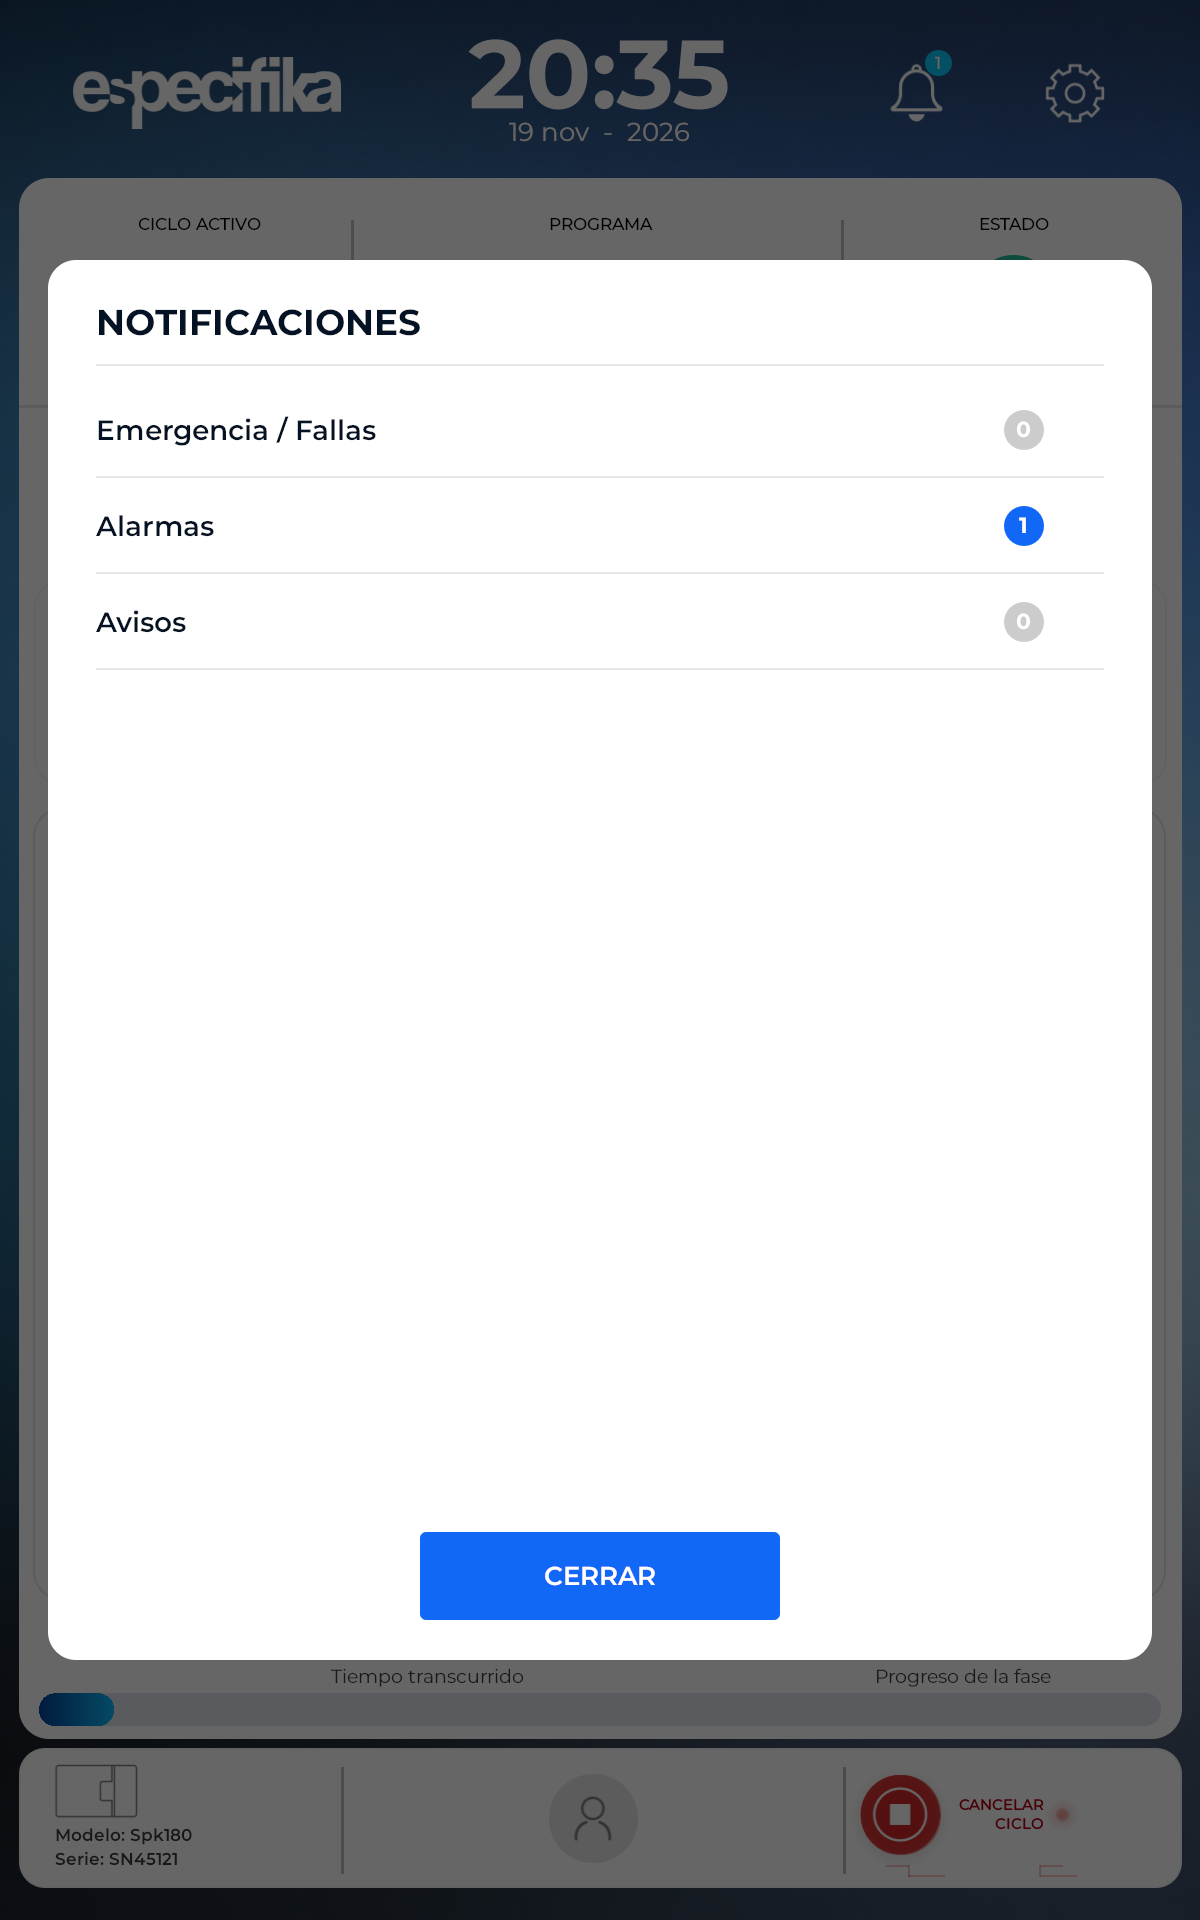 especifika
20:35
1
19 nov - 2026
CICLO ACTIVO
PROGRAMA
ESTADO
NOTIFICACIONES
Emergencia / Fallas
0
Alarmas
1
Avisos
0
CERRAR
Tiempo transcurrido
Progreso de la fase
Modelo: Spk180
Serie: SN45121
CANCELAR
CICLO